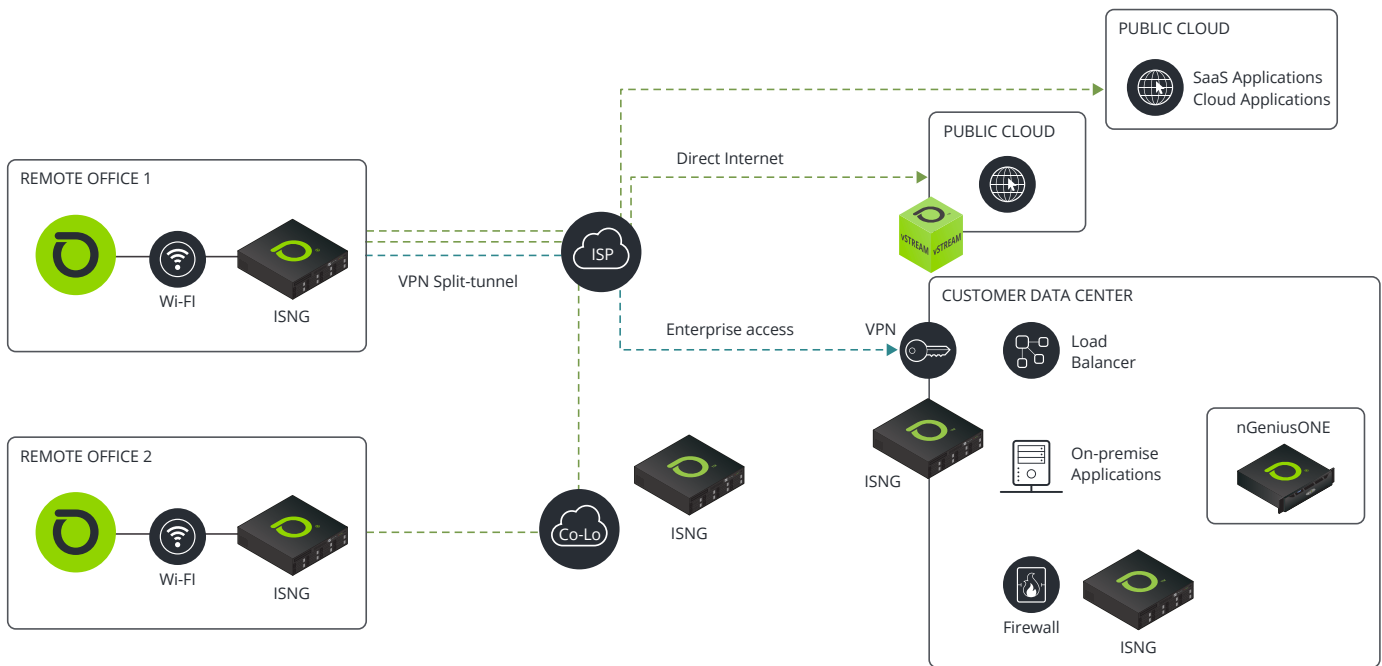 PUBLIC CLOUD
SaaS Applications
Cloud Applications
PUBLIC CLOUD
Direct Internet
REMOTE OFFICE 1
vSTREAM
vSTREAM
ISP
VPN Split-tunnel
Wi-FI
ISNG
CUSTOMER DATA CENTER
Enterprise access
VPN
Load
Balancer
nGeniusONE
REMOTE OFFICE 2
On-premise
Applications
ISNG
Co-Lo
ISNG
Wi-FI
ISNG
Firewall
ISNG